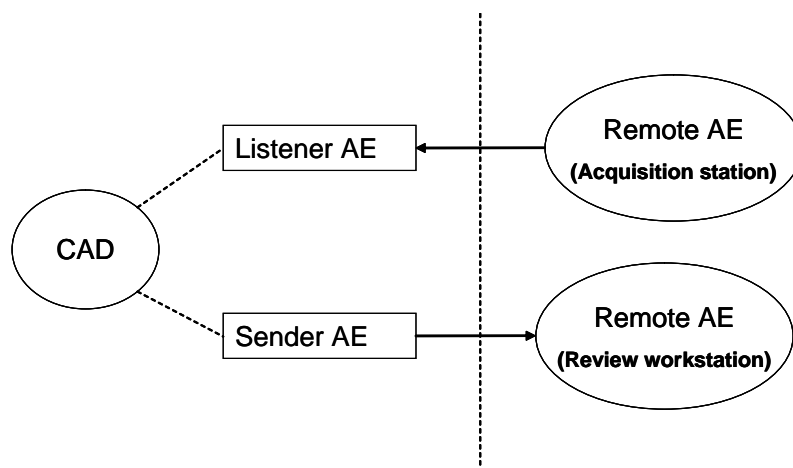 Remote AE
(Acquisition station)
Listener AE
CAD
Sender AE
Remote AE
(Review workstation)